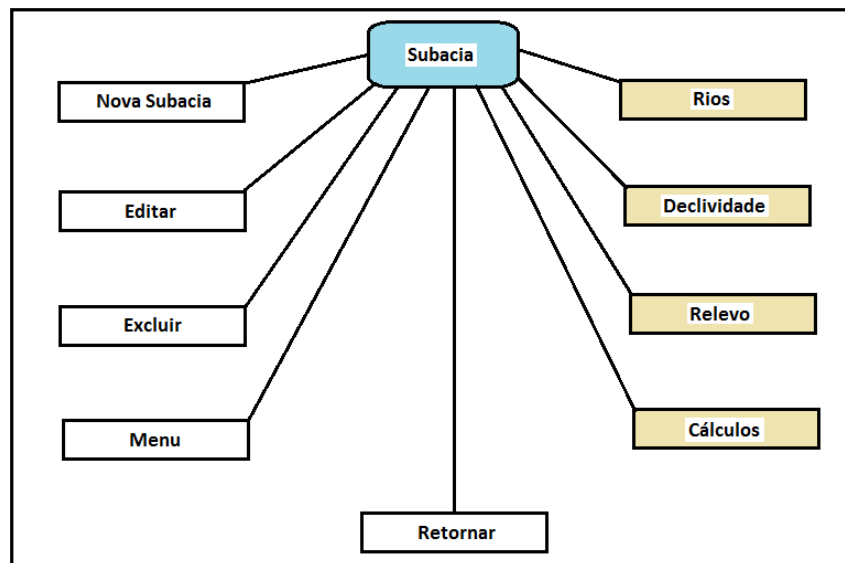 Subacia
Nova Subacia
Rios
Editar
Declividade
Excluir
Relevo
Menu
Cálculos
Retornar